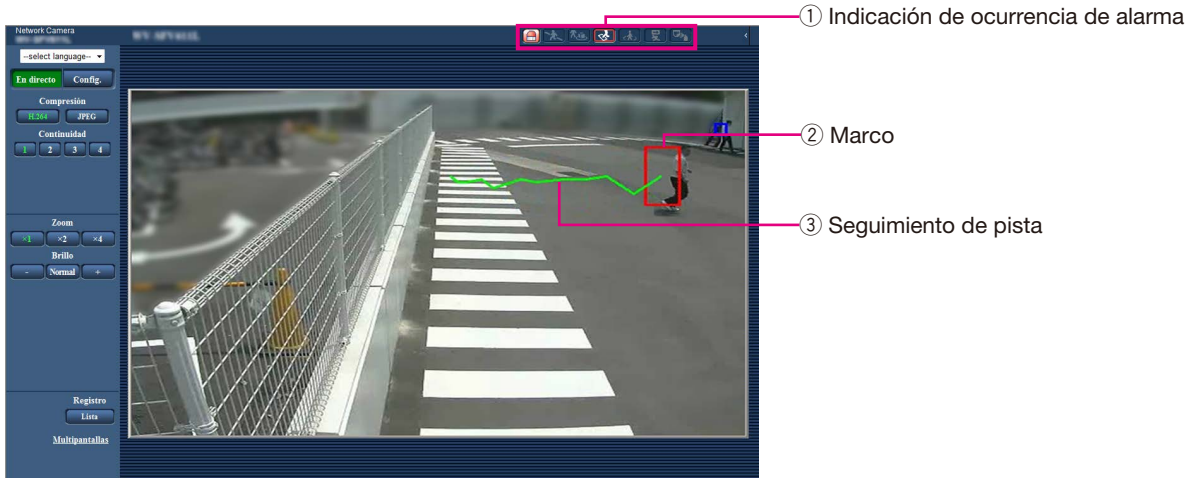 ① Indicación de ocurrencia de alarma
Network Camera
--select language--
En directo Config.
Compresión
H.264 JPEG
Continuidad
1 2 3 4
② Marco
③ Seguimiento de pista
Zoom
×1 ×2 ×4
Brillo
- Normal +
Registro
Lista
Multipantallas